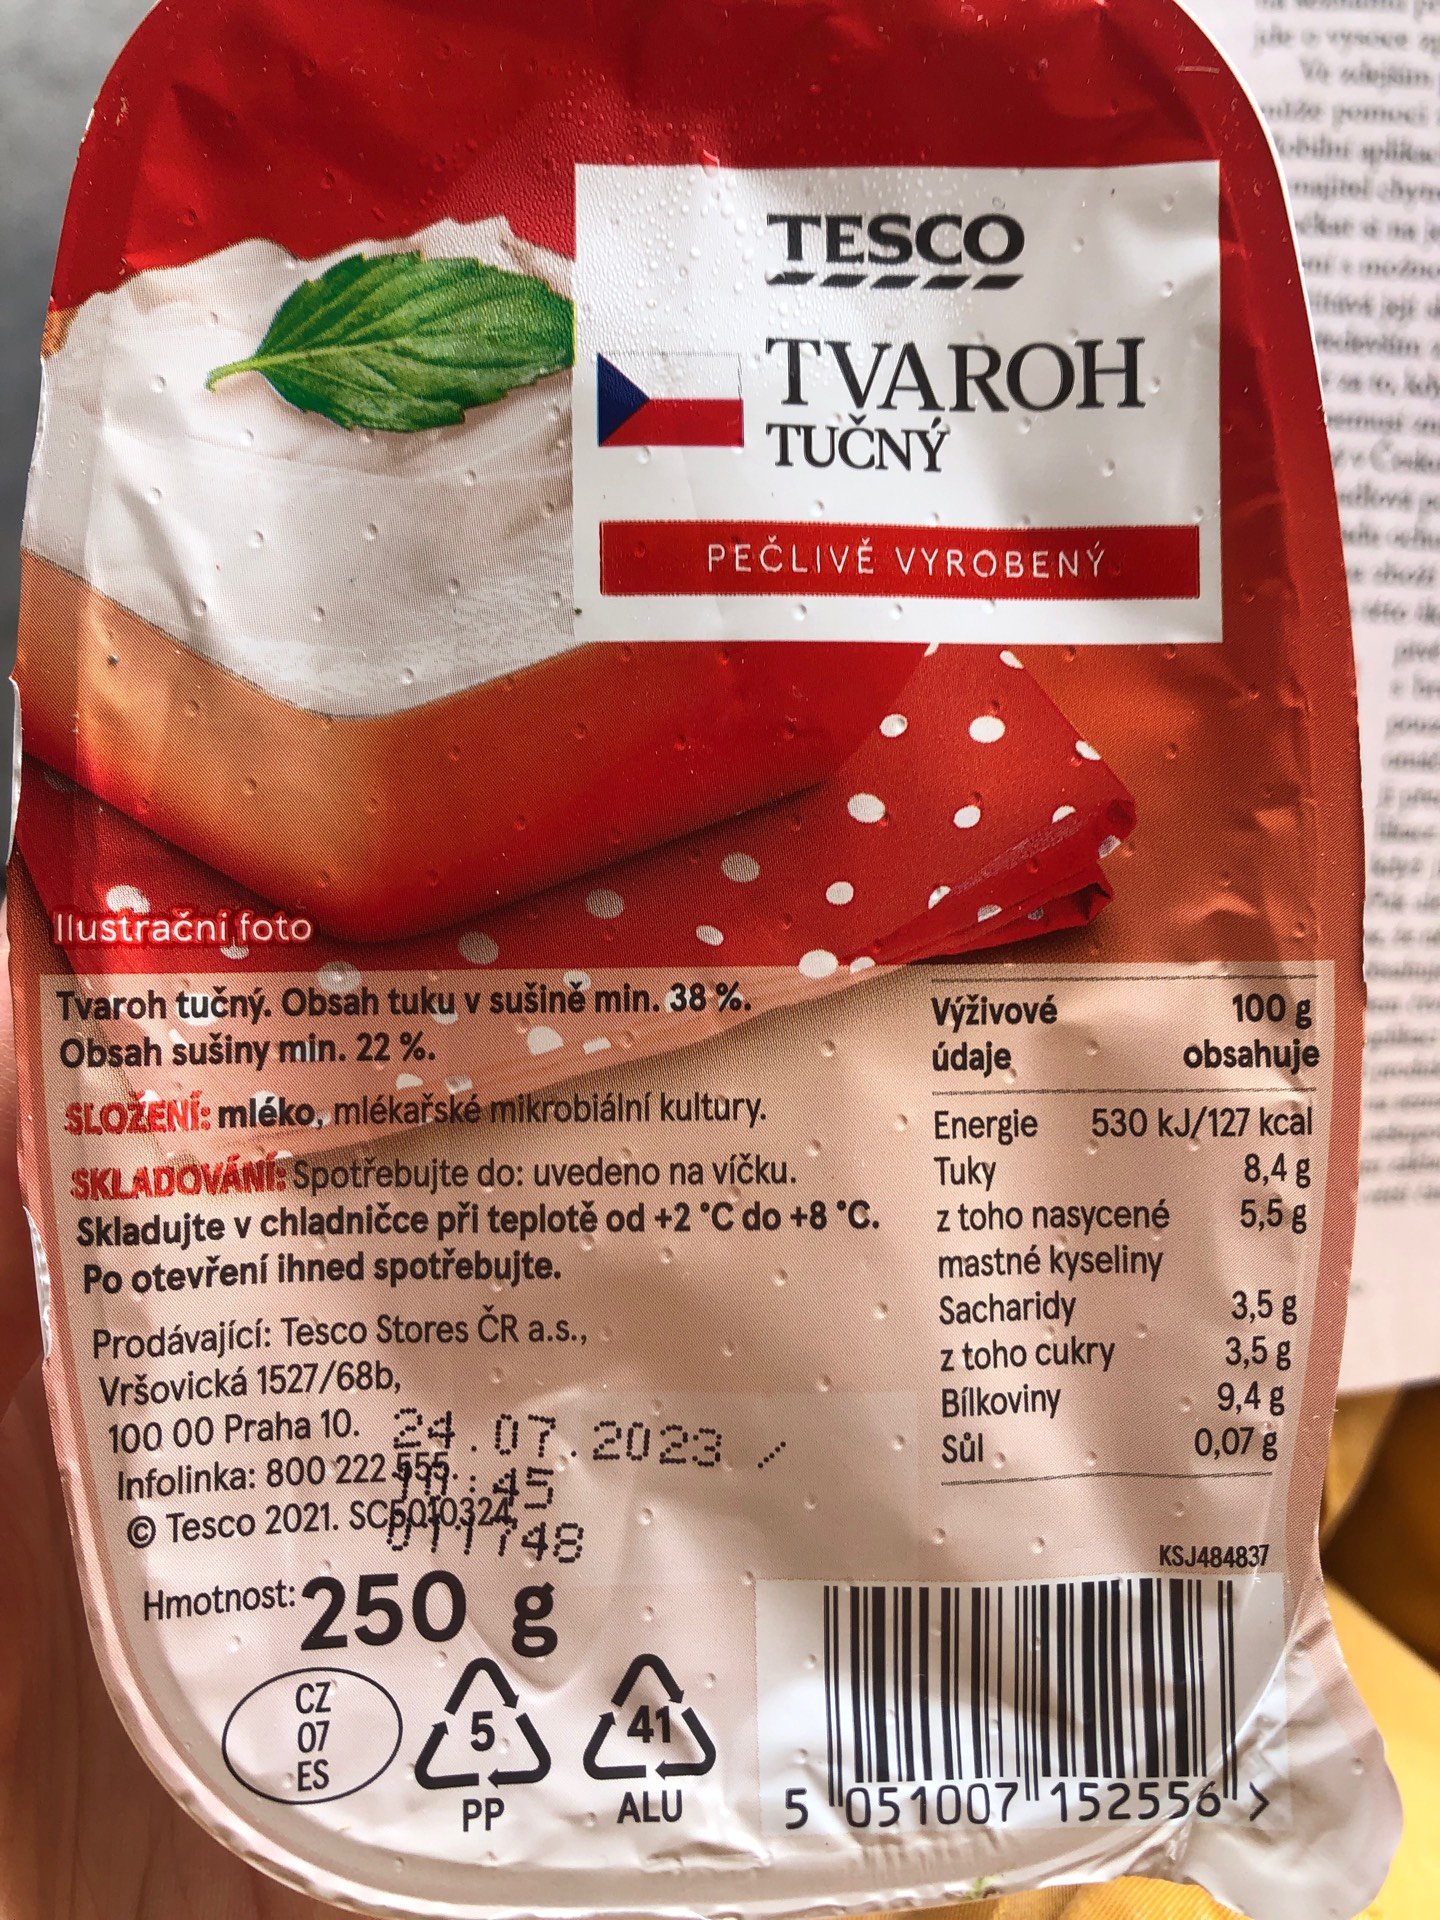 TESCO
TVAROH
TUČNÝ
PEČLIVĚ VYROBENÝ
Ilustrační foto
Tvaroh tučný. Obsah tuku v sušině min. 38 %.
Obsah sušiny min. 22 %.
SLOŽENÍ: mléko, mlékařské mikrobiální kultury.
SKLADOVÁNÍ: Spotřebujte do: uvedeno na víčku.
Skladujte v chladničce při teplotě od +2 °C do +8 °C.
Po otevření ihned spotřebujte.
Prodávající: Tesco Stores ČR a.s.,
Vršovická 1527/68b,
100 00 Praha 10.
24.07.2023
Infolinka: 800 222 555.
© Tesco 2021. SC5010324
Hmotnost: 250 g
CZ
07
ES
5
PP
41
ALU
Výživové 100 g
údaje obsahuje
Energie 530 kJ/127 kcal
Tuky 8,4 g
z toho nasycené 5,5 g
mastné kyseliny
Sacharidy 3,5 g
z toho cukry 3,5 g
Bílkoviny 9,4 g
Sůl 0,07 g
KSJ484837
5 051007 152556 >